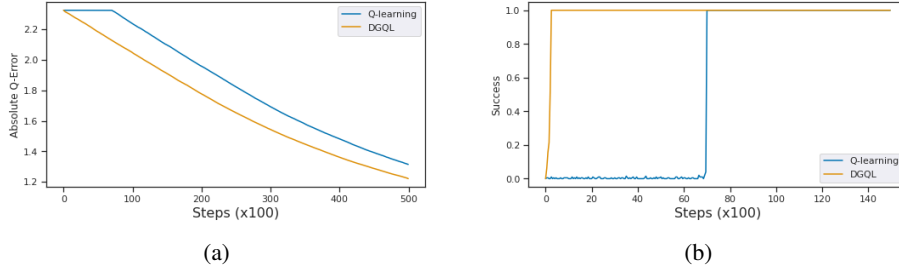 Absolute Q-Error
2.2
2.0
1.8
1.6
1.4
1.2
0
100
200
300
400
500
Steps (x100)
Q-learning
DGQL
(a)
Success
1.0
0.8
0.6
0.4
0.2
0.0
0
20
40
60
80
100
120
140
Steps (x100)
Q-learning
DGQL
(b)